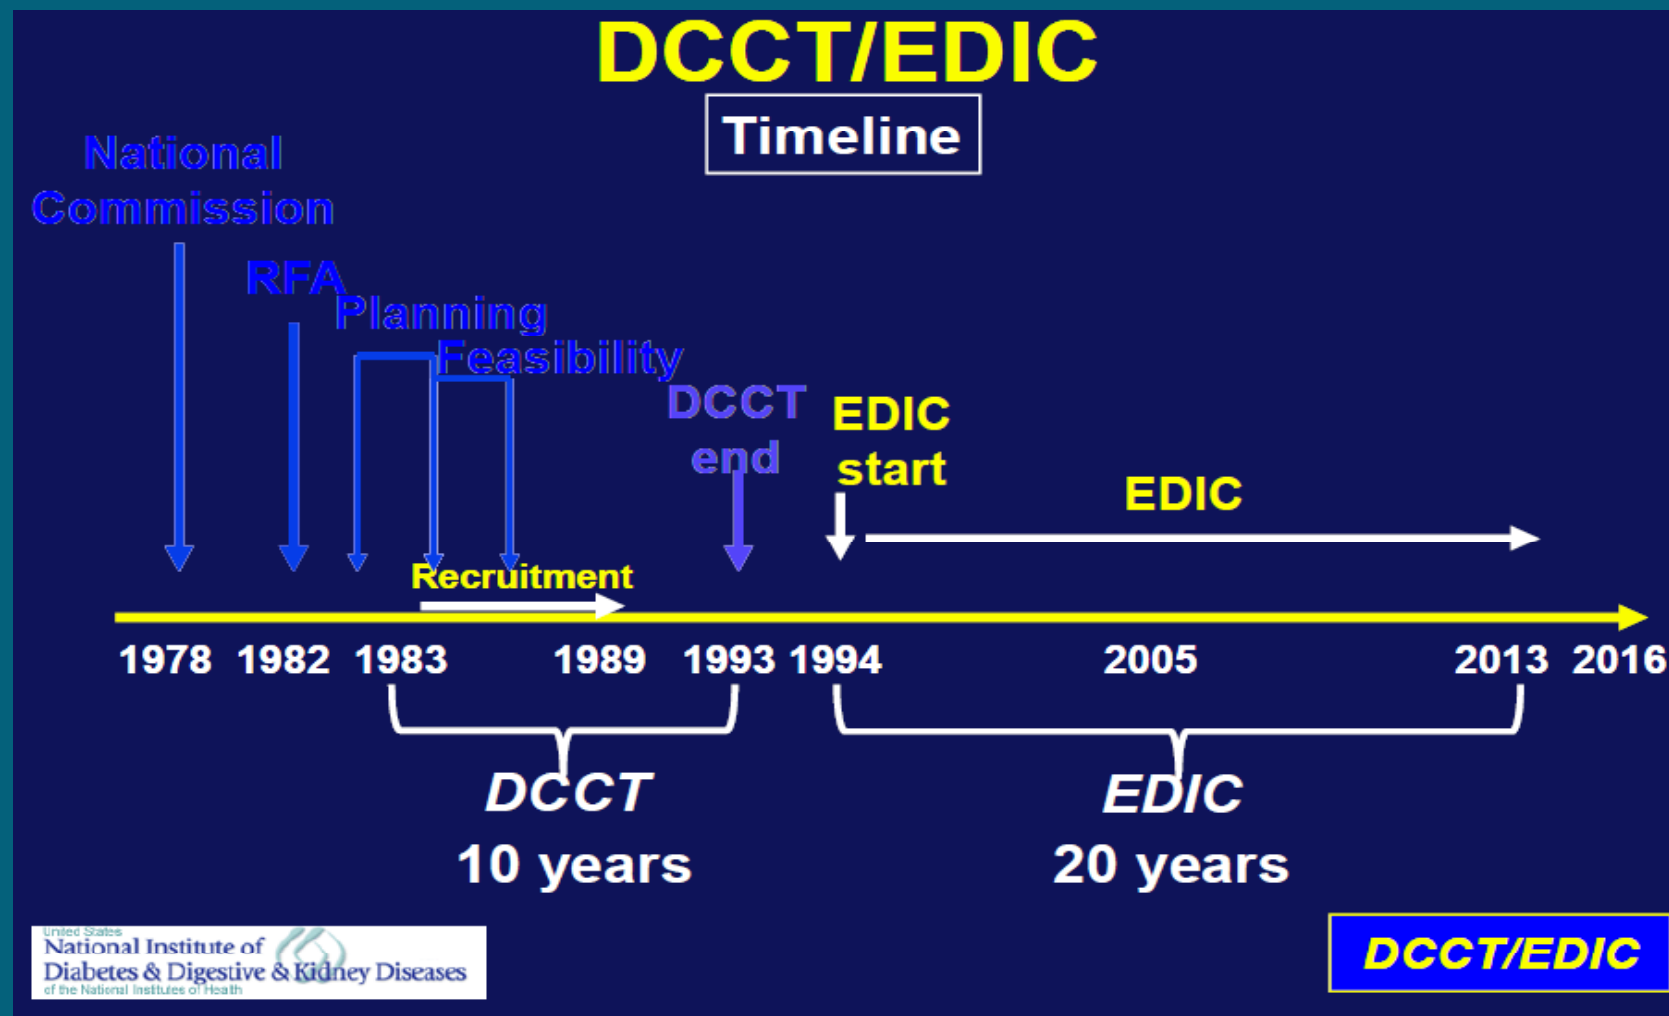 DCCT/EDIC
Timeline
National
Commission
RFA
Planning
Feasibility
DCCT
end
EDIC
start
EDIC
Recruitment
1978 1982 1983 1989 1993 1994 2005 2013 2016
DCCT
10 years
EDIC
20 years
United States
National Institute of
Diabetes & Digestive & Kidney Diseases
of the National Institutes of Health
DCCT/EDIC